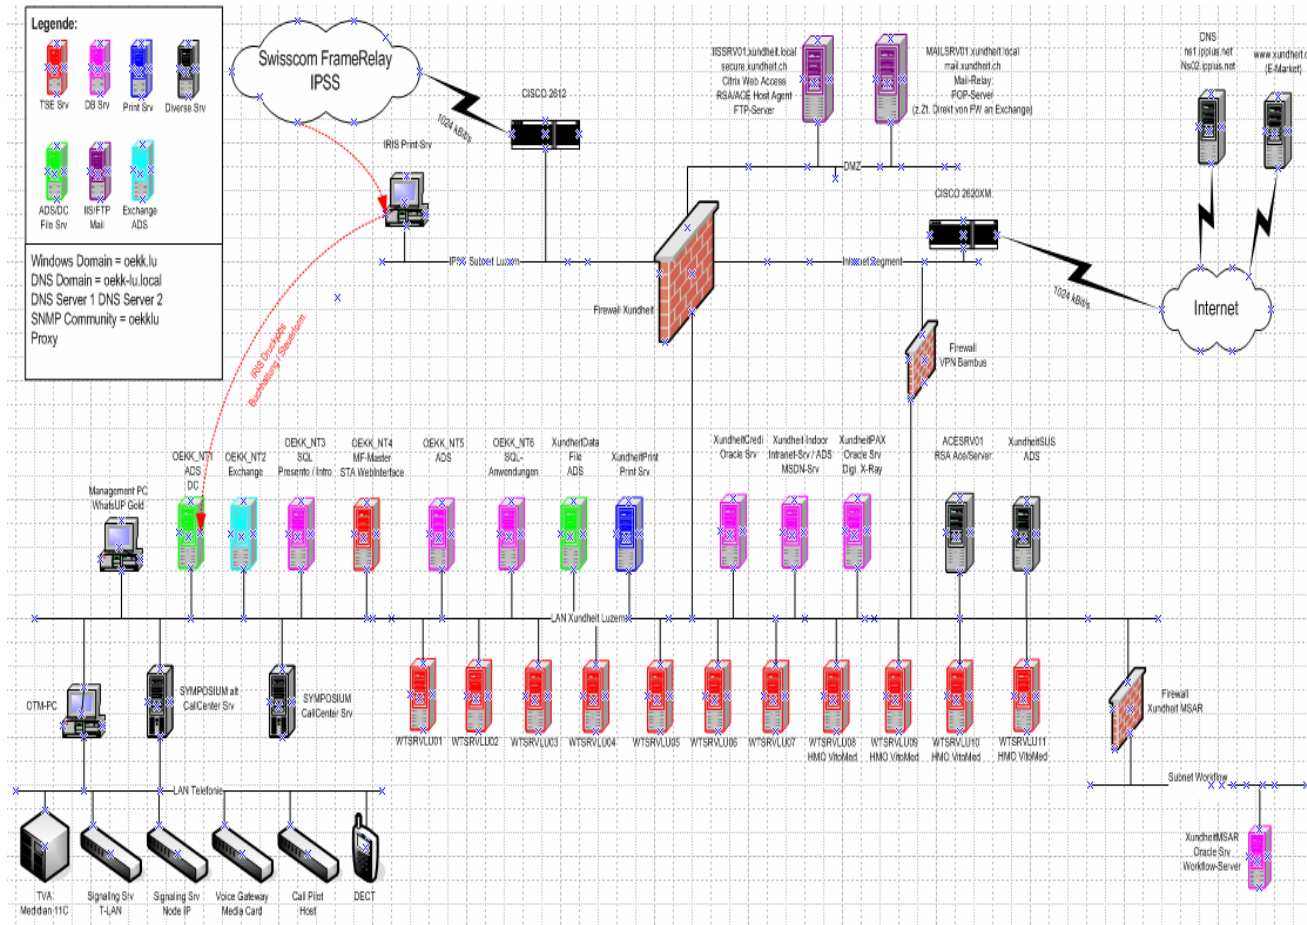 Legende:
TSE Srv
DB Srv
Print Srv
Diverse Srv
ADS/DC
File Srv
IIS/FTP
Mail
Exchange
ADS
Windows Domain = oekk.lu
DNS Domain = oekk-lu.local
DNS Server 1 DNS Server 2
SNMP Community = oekklu
Proxy
Swisscom FrameRelay
IPSS
1024 kBit/s
CISCO 2612
IRIS Print-Srv
IISSRV01.xundheit.local
secure.xundheit.ch
Citrix Web Access
RSA/ACE Host Agent
FTP-Server
MAILSRV01.xundheit.local
mail.xundheit.ch
Mail-Relay
POP-Server
(z.Zt. Direkt von FW an Exchange)
DNS
ns1.ipplus.net
Ns02.ipplus.net
www.xundheit.c
(E-Market)
DMZ
CISCO 2620XM
IPSS Subnet Luzern
Internet Segment
1024 kBit/s
Internet
Firewall Xundheit
Firewall
VPN Bambus
IRIS Druckjobs
Buchhaltung / Steuerform.
Management PC
WhatsUP Gold
OEKK_NT1
ADS
DC
OEKK_NT2
Exchange
OEKK_NT3
SQL
Presento / Intro
OEKK_NT4
MF-Master
STA WebInterface
OEKK_NT5
ADS
OEKK_NT6
SQL-
Anwendungen
XundheitData
File
ADS
XundheitPrint
Print Srv
XundheitCredi
Oracle Srv
Xundheit-Indoor
Intranet-Srv / ADS
MSDN-Srv
XundheitPAX
Oracle Srv
Digi. X-Ray
ACESRV01
RSA Ace/Server
XundheitSUS
ADS
LAN Xundheit Luzern
OTM-PC
SYMPOSIUM alt
CallCenter Srv
SYMPOSIUM
CallCenter Srv
WTSRVLU01
WTSRVLU02
WTSRVLU03
WTSRVLU04
WTSRVLU05
WTSRVLU06
WTSRVLU07
WTSRVLU08
HMO VitoMed
WTSRVLU09
HMO VitoMed
WTSRVLU10
HMO VitoMed
WTSRVLU11
HMO VitoMed
Firewall
Xundheit MSAR
Subnet Workflow
LAN Telefonie
TVA
Medidian 11C
Signaling Srv
T-LAN
Signaling Srv
Node IP
Voice Gateway
Media Card
Call Pilot
Host
DECT
XundheitMSAR
Oracle Srv
Workflow-Server